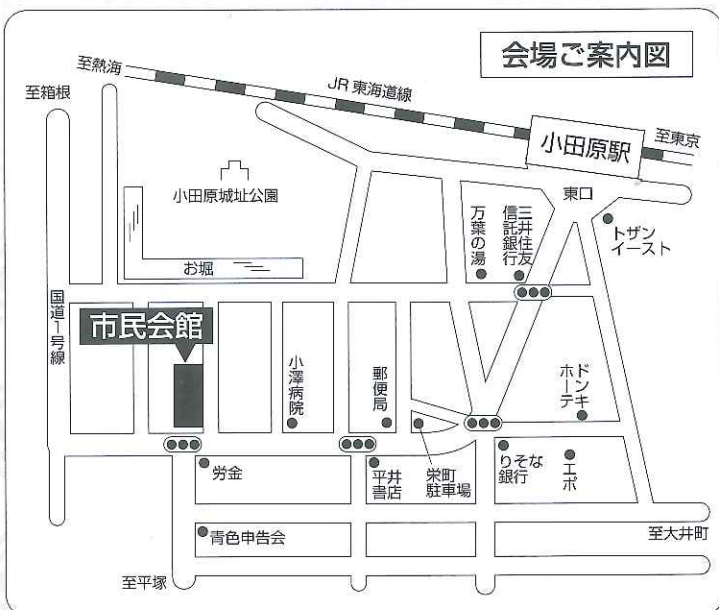 会場ご案内図
至熱海
至箱根
JR 東海道線
小田原駅
至東京
小田原城址公園
東口
トザン
イースト
万葉の湯
三井住友
信託銀行
お堀
国道1号線
市民会館
小澤病院
郵便局
ドンキ
ホーテ
労金
平井
書店
栄町
駐車場
りそな
銀行
エポ
青色申告会
至大井町
至平塚